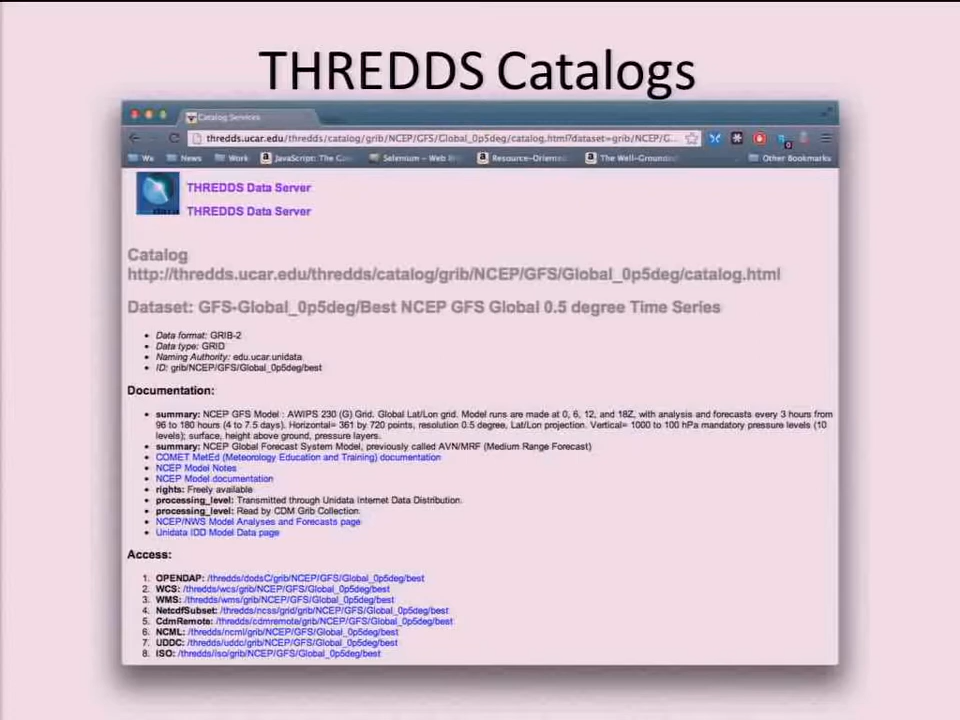 THREDDS Catalogs
Catalog Services
thredds.ucar.edu/thredds/catalog/grib/NCEP/GFS/Global_0p5deg/catalog.html?dataset=grib/NCEP/G...
We News Work JavaScript: The Go Selenium – Web Br Resource-Oriente The Well-Ground Other Bookmarks
THREDDS Data Server
THREDDS Data Server
Catalog
http://thredds.ucar.edu/thredds/catalog/grib/NCEP/GFS/Global_0p5deg/catalog.html
Dataset: GFS-Global_0p5deg/Best NCEP GFS Global 0.5 degree Time Series
• Data format: GRIB-2
• Data type: GRID
• Naming Authority: edu.ucar.unidata
• ID: grib/NCEP/GFS/Global_0p5deg/best
Documentation:
• summary: NCEP GFS Model : AWIPS 230 (G) Grid. Global Lat/Lon grid. Model runs are made at 0, 6, 12, and 18Z, with analysis and forecasts every 3 hours from
96 to 180 hours (4 to 7.5 days). Horizontal= 361 by 720 points, resolution 0.5 degree, Lat/Lon projection. Vertical= 1000 to 100 hPa mandatory pressure levels (10
levels); surface, height above ground, pressure layers.
• summary: NCEP Global Forecast System Model, previously called AVN/MRF (Medium Range Forecast)
COMET MetEd (Meteorology Education and Training) documentation
• NCEP Model Notes
• NCEP Model documentation
• rights: Freely available
• processing_level: Transmitted through Unidata Internet Data Distribution.
• processing_level: Read by CDM Grib Collection.
• NCEP/NWS Model Analyses and Forecasts page
• Unidata IDD Model Data page
Access:
1. OPENDAP: /thredds/dodsC/grib/NCEP/GFS/Global_0p5deg/best
2. WCS: /thredds/wcs/grib/NCEP/GFS/Global_0p5deg/best
3. WMS: /thredds/wms/grib/NCEP/GFS/Global_0p5deg/best
4. NetcdfSubset: /thredds/ncss/grid/grib/NCEP/GFS/Global_0p5deg/best
5. CdmRemote: /thredds/cdmremote/grib/NCEP/GFS/Global_0p5deg/best
6. NCML: /thredds/ncml/grib/NCEP/GFS/Global_0p5deg/best
7. UDDC: /thredds/uddc/grib/NCEP/GFS/Global_0p5deg/best
8. ISO: /thredds/iso/grib/NCEP/GFS/Global_0p5deg/best